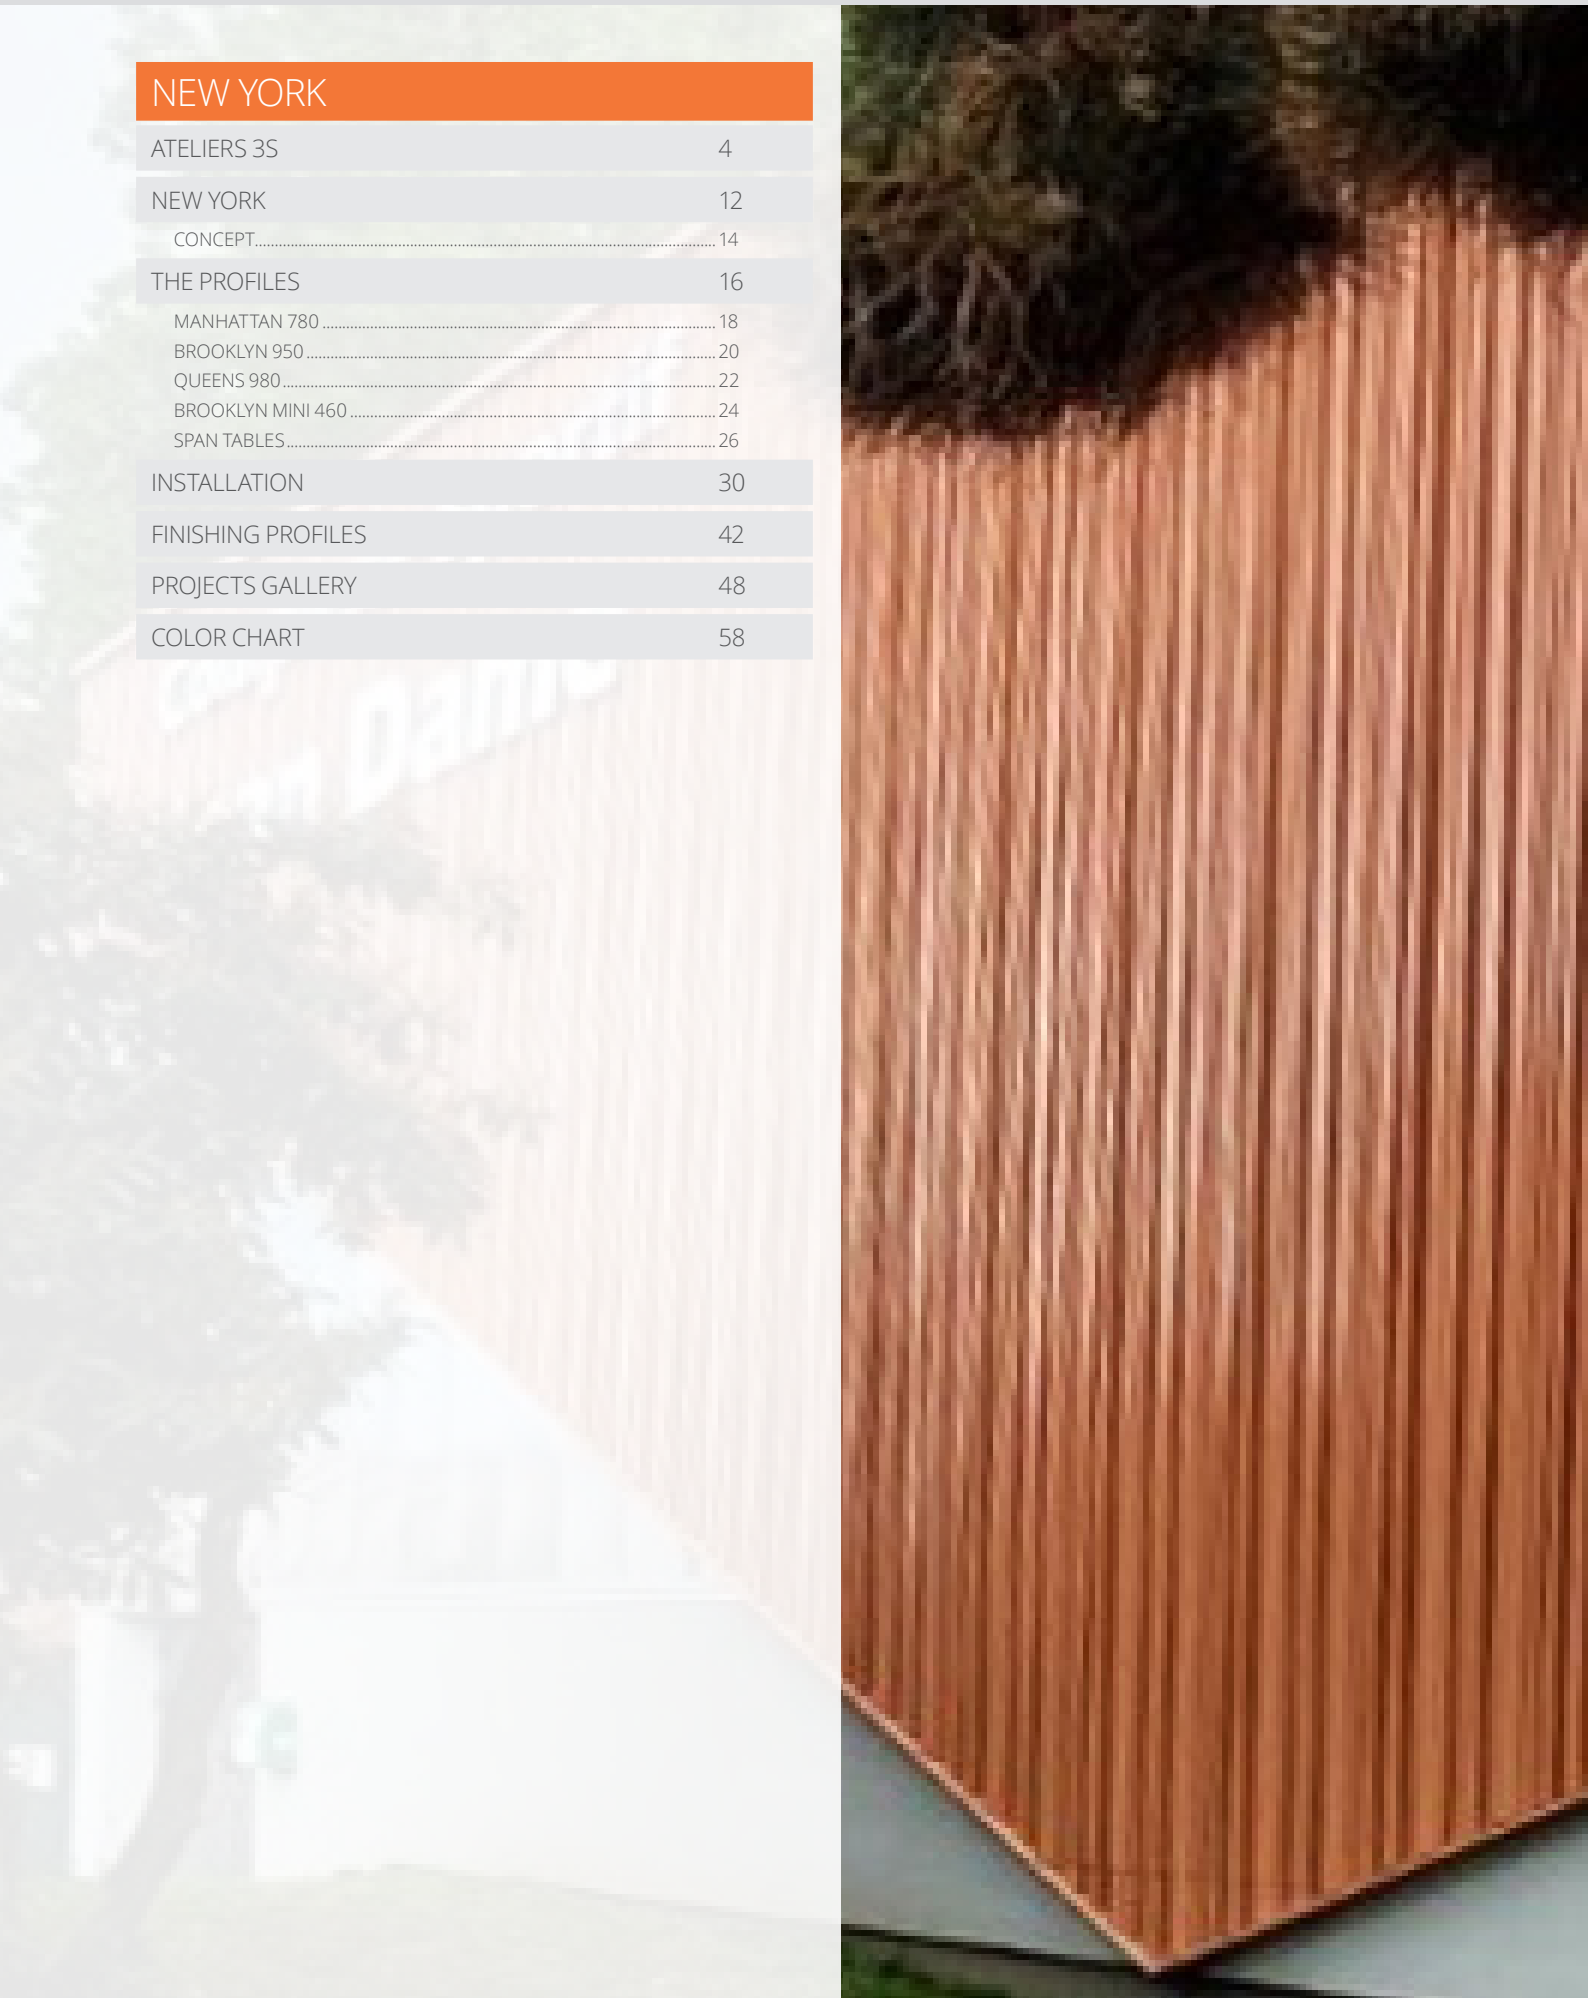 NEW YORK
ATELIERS 3S 4
NEW YORK 12
CONCEPT 14
THE PROFILES 16
MANHATTAN 780 18
BROOKLYN 950 20
QUEENS 980 22
BROOKLYN MINI 460 24
SPAN TABLES 26
INSTALLATION 30
FINISHING PROFILES 42
PROJECTS GALLERY 48
COLOR CHART 58